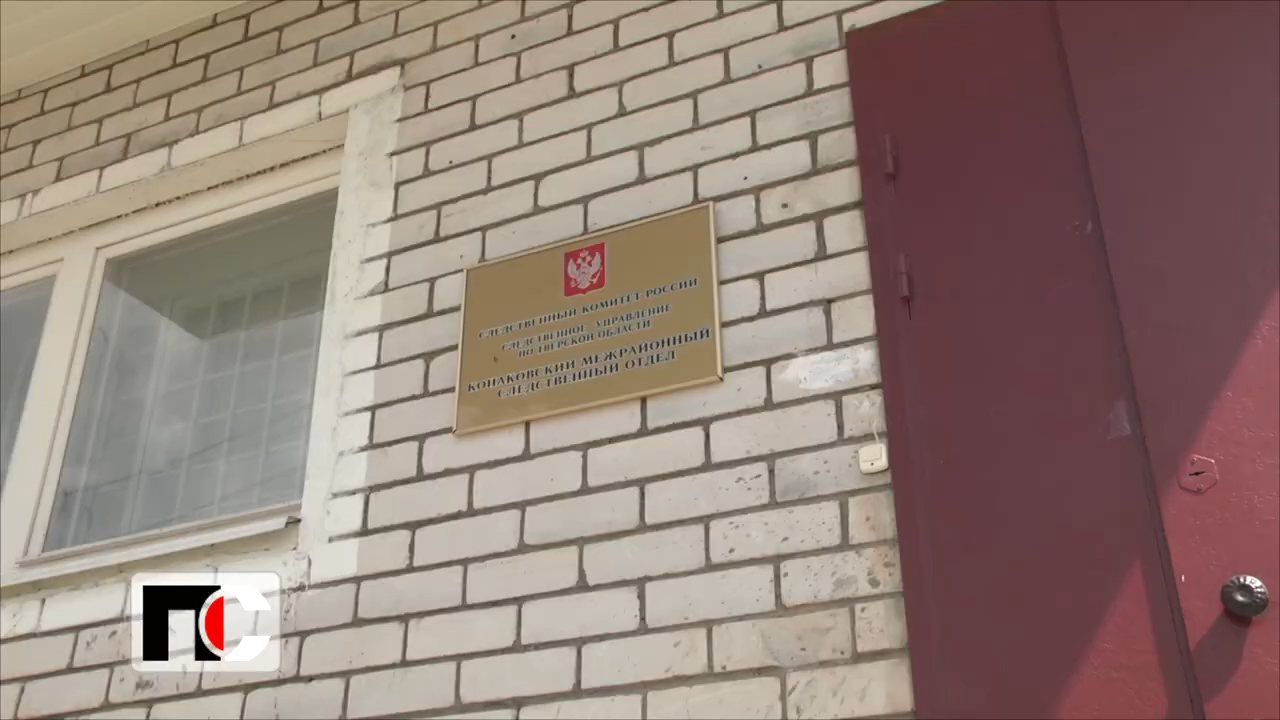 СЛЕДСТВЕННЫЙ КОМИТЕТ РОССИИ
СЛЕДСТВЕННОЕ УПРАВЛЕНИЕ
ПО ТВЕРСКОЙ ОБЛАСТИ
КОНАКОВСКИЙ МЕЖРАЙОННЫЙ
СЛЕДСТВЕННЫЙ ОТДЕЛ
ПС